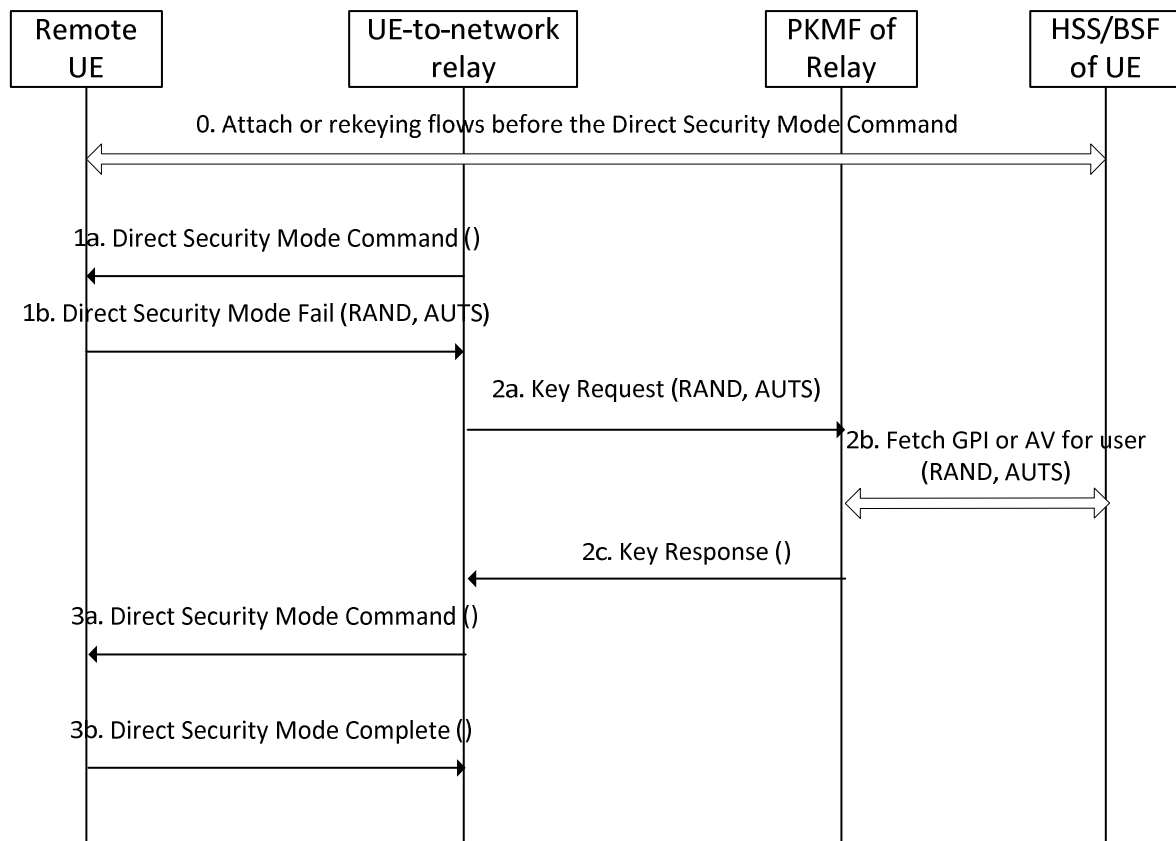 Remote
UE
UE-to-network
relay
PKMF of
Relay
HSS/BSF
of UE
0. Attach or rekeying flows before the Direct Security Mode Command
1a. Direct Security Mode Command ()
1b. Direct Security Mode Fail (RAND, AUTS)
2a. Key Request (RAND, AUTS)
2b. Fetch GPI or AV for user
(RAND, AUTS)
2c. Key Response ()
3a. Direct Security Mode Command ()
3b. Direct Security Mode Complete ()